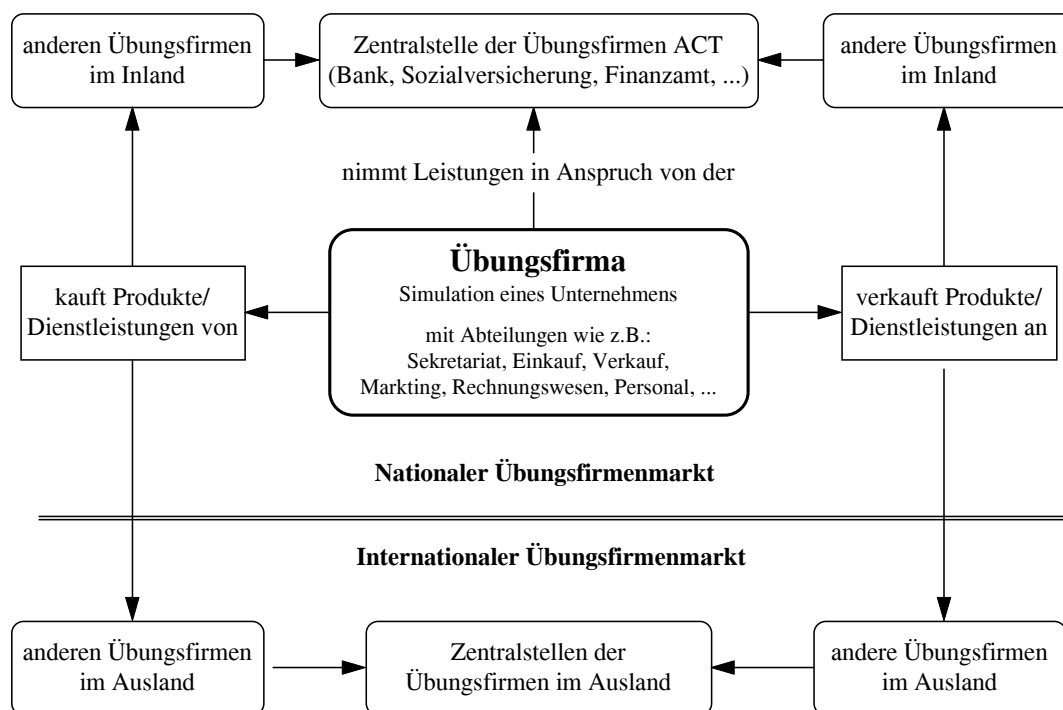 anderen Übungsfirmen
im Inland
Zentralstelle der Übungsfirmen ACT
(Bank, Sozialversicherung, Finanzamt, ...)
andere Übungsfirmen
im Inland
nimmt Leistungen in Anspruch von der
kauft Produkte/
Dienstleistungen von
Übungsfirma
Simulation eines Unternehmens
mit Abteilungen wie z.B.:
Sekretariat, Einkauf, Verkauf,
Markting, Rechnungswesen, Personal, ...
verkauft Produkte/
Dienstleistungen an
Nationaler Übungsfirmenmarkt
Internationaler Übungsfirmenmarkt
anderen Übungsfirmen
im Ausland
Zentralstellen der
Übungsfirmen im Ausland
andere Übungsfirmen
im Ausland